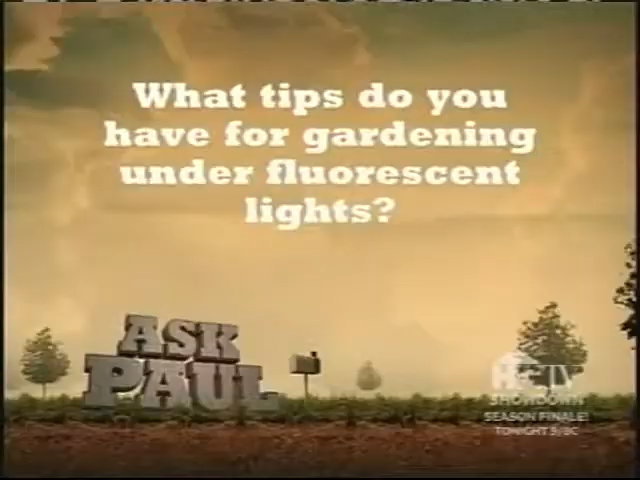 What tips do you
have for gardening
under fluorescent
lights?
ASK
PAUL
HGTV
SHOWDOWN
SEASON FINALE!
TONIGHT 9/8C